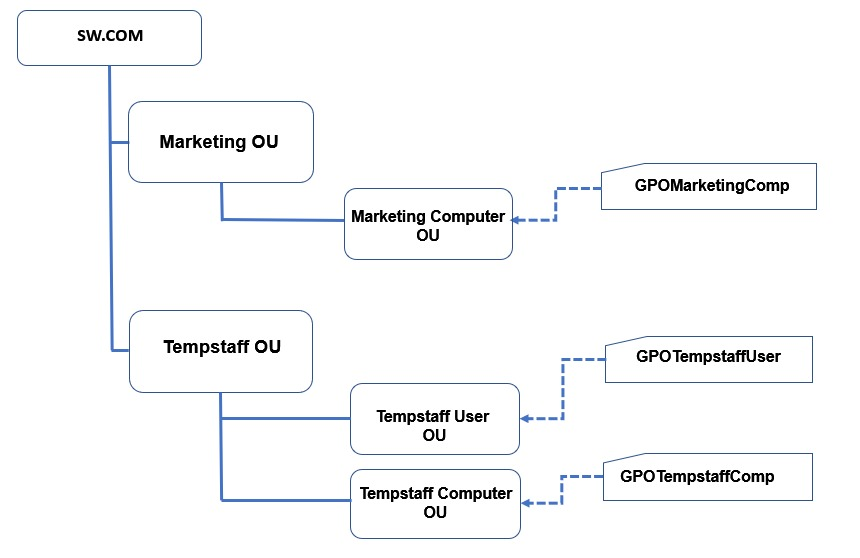 SW.COM
Marketing OU
Marketing Computer
OU
GPOMarketingComp
Tempstaff OU
GPOTempstaffUser
Tempstaff User
OU
Tempstaff Computer
OU
GPOTempstaffComp